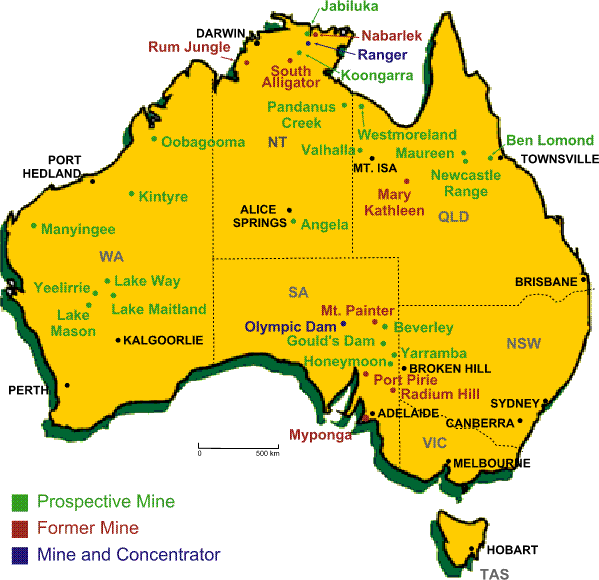 Jabiluka
DARWIN
Nabarlek
Rum Jungle
Ranger
South
Alligator
Koongarra
Pandanus
Creek
Westmoreland
Oobagooma
NT
Valhalla
Maureen
Ben Lomond
TOWNSVILLE
PORT
HEDLAND
MT. ISA
Newcastle
Range
Kintyre
Mary
Kathleen
ALICE
SPRINGS
Angela
QLD
Manyingee
WA
Lake Way
Yeelirrie
Lake Maitland
Lake
Mason
SA
BRISBANE
Mt. Painter
Olympic Dam
Beverley
KALGOORLIE
Gould's Dam
NSW
Yarramba
Honeymoon
BROKEN HILL
PERTH
Port Pirie
Radium Hill
SYDNEY
ADELAIDE
CANBERRA
Myponga
VIC
MELBOURNE
0 500 km
Prospective Mine
Former Mine
Mine and Concentrator
HOBART
TAS